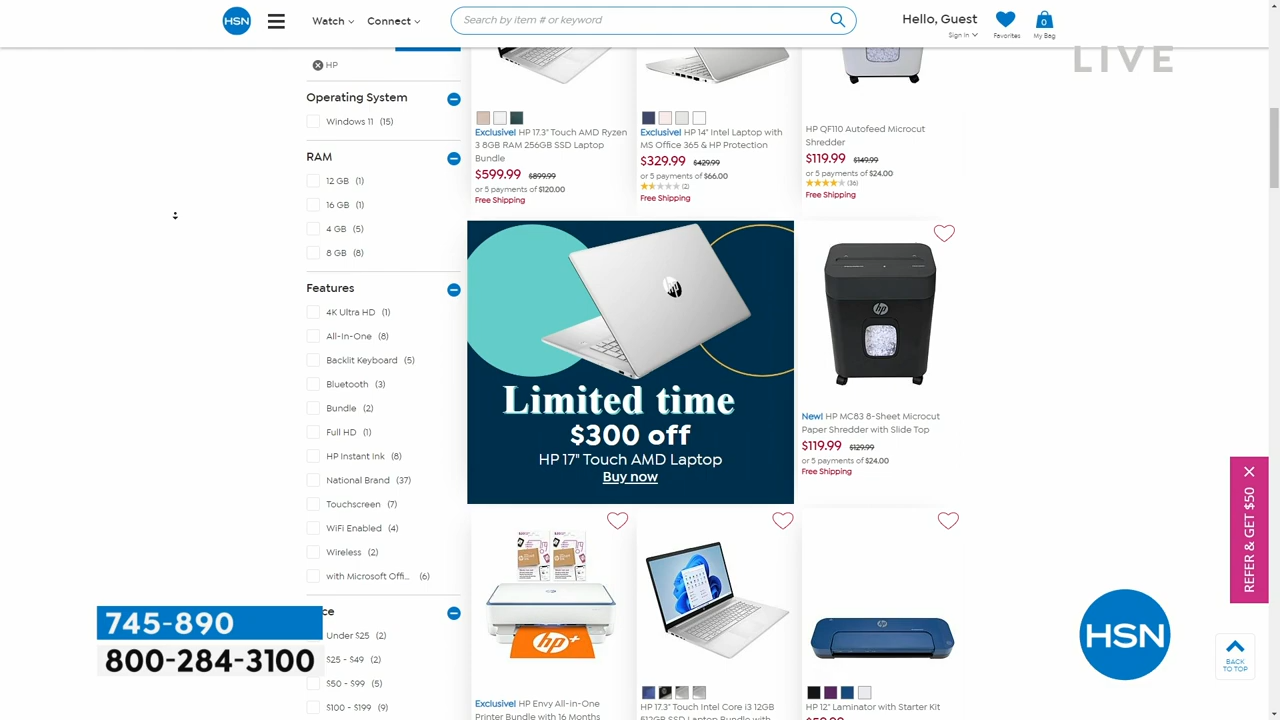 HSN
Watch
Connect
Search by item # or keyword
Hello, Guest
Sign In
Favorites
0
My Bag
LIVE
HP
Operating System
Windows 11 (15)
RAM
12 GB (1)
16 GB (1)
4 GB (5)
8 GB (8)
Features
4K Ultra HD (1)
All-In-One (8)
Backlit Keyboard (5)
Bluetooth (3)
Bundle (2)
Full HD (1)
HP Instant Ink (8)
National Brand (37)
Touchscreen (7)
WiFi Enabled (4)
Wireless (2)
with Microsoft Offi... (6)
ce
Under $25 (2)
$25 - $49 (2)
$50 - $99 (5)
$100 - $199 (9)
Exclusive! HP 17.3" Touch AMD Ryzen
3 8GB RAM 256GB SSD Laptop
Bundle
$599.99 $899.99
or 5 payments of $120.00
Free Shipping
Exclusive! HP 14" Intel Laptop with
MS Office 365 & HP Protection
$329.99 $429.99
or 5 payments of $66.00
(2)
Free Shipping
HP QF110 Autofeed Microcut
Shredder
$119.99 $149.99
or 5 payments of $24.00
(36)
Free Shipping
hp
Limited time
$300 off
HP 17" Touch AMD Laptop
Buy now
hp
New! HP MC83 8-Sheet Microcut
Paper Shredder with Slide Top
$119.99 $129.99
or 5 payments of $24.00
Free Shipping
hp+
Exclusive! HP Envy All-in-One
Printer Bundle with 16 Months
HP 17.3" Touch Intel Core i3 12GB
512GB SSD Laptop Bundle with
hp
HP 12" Laminator with Starter Kit
REFER & GET $50
745-890
800-284-3100
HSN
BACK
TO TOP